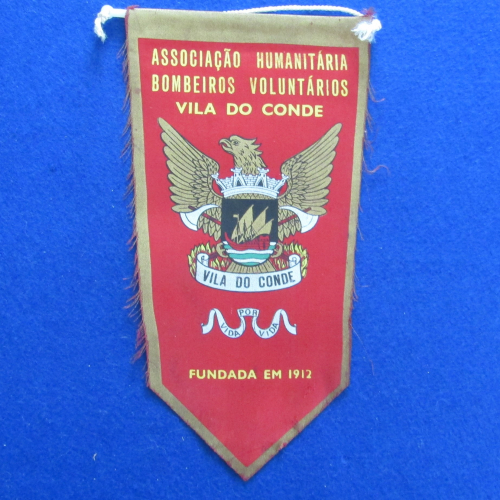 ASSOCIAÇÃO HUMANITÁRIA
BOMBEIROS VOLUNTÁRIOS
VILA DO CONDE
VILA DO CONDE
VIDA POR VIDA
FUNDADA EM 1912